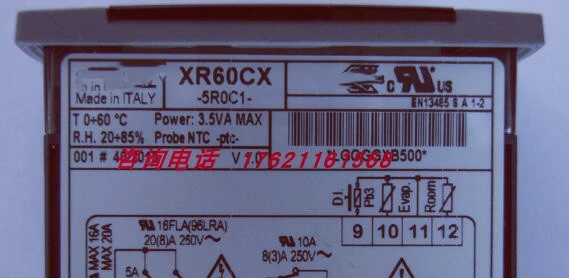 XR60CX
-5R0C1-
Made in ITALY
c RU US
EN13485 S A 1-2
T 0÷60 °C Power: 3.5VA MAX
R.H. 20÷85% Probe NTC -ptc-
001 #
咨询电话 17621161968
D.I. Pb3 Evap. Room
9 10 11 12
MAX 16A
MAX 20A
16FLA(96LRA)
20(8)A 250V~
10A
8(3)A 250V~
5A